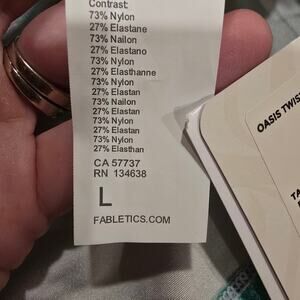 Contrast:
73% Nylon
27% Elastane
73% Nailon
27% Elastano
73% Nylon
27% Elasthanne
73% Nylon
27% Elastan
73% Nailon
27% Elastan
73% Nylon
27% Elastan
73% Nylon
27% Elasthan
CA 57737
RN 134638
L
FABLETICS.COM
OASIS TWIST